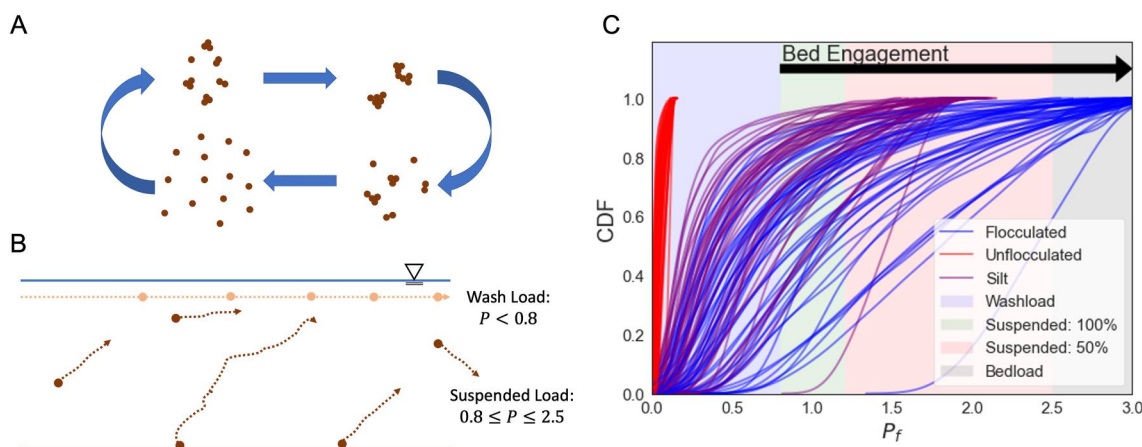 A
B
Wash Load:
P < 0.8
Suspended Load:
0.8 ≤ P ≤ 2.5
C
Bed Engagement
1.0
0.8
0.6
0.4
0.2
0.0
CDF
Flocculated
Unflocculated
Silt
Washload
Suspended: 100%
Suspended: 50%
Bedload
0.0 0.5 1.0 1.5 2.0 2.5 3.0
P_f